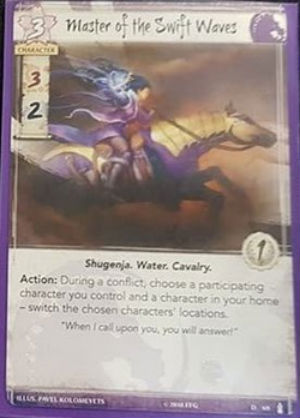 3
Master of the Swift Waves
CHARACTER
3
2
1
Shugenja. Water. Cavalry.
Action: During a conflict, choose a participating
character you control and a character in your home
– switch the chosen characters' locations.
"When I call upon you, you will answer!"
ILLUS. PAVEL KOLOMEYETS
FFG